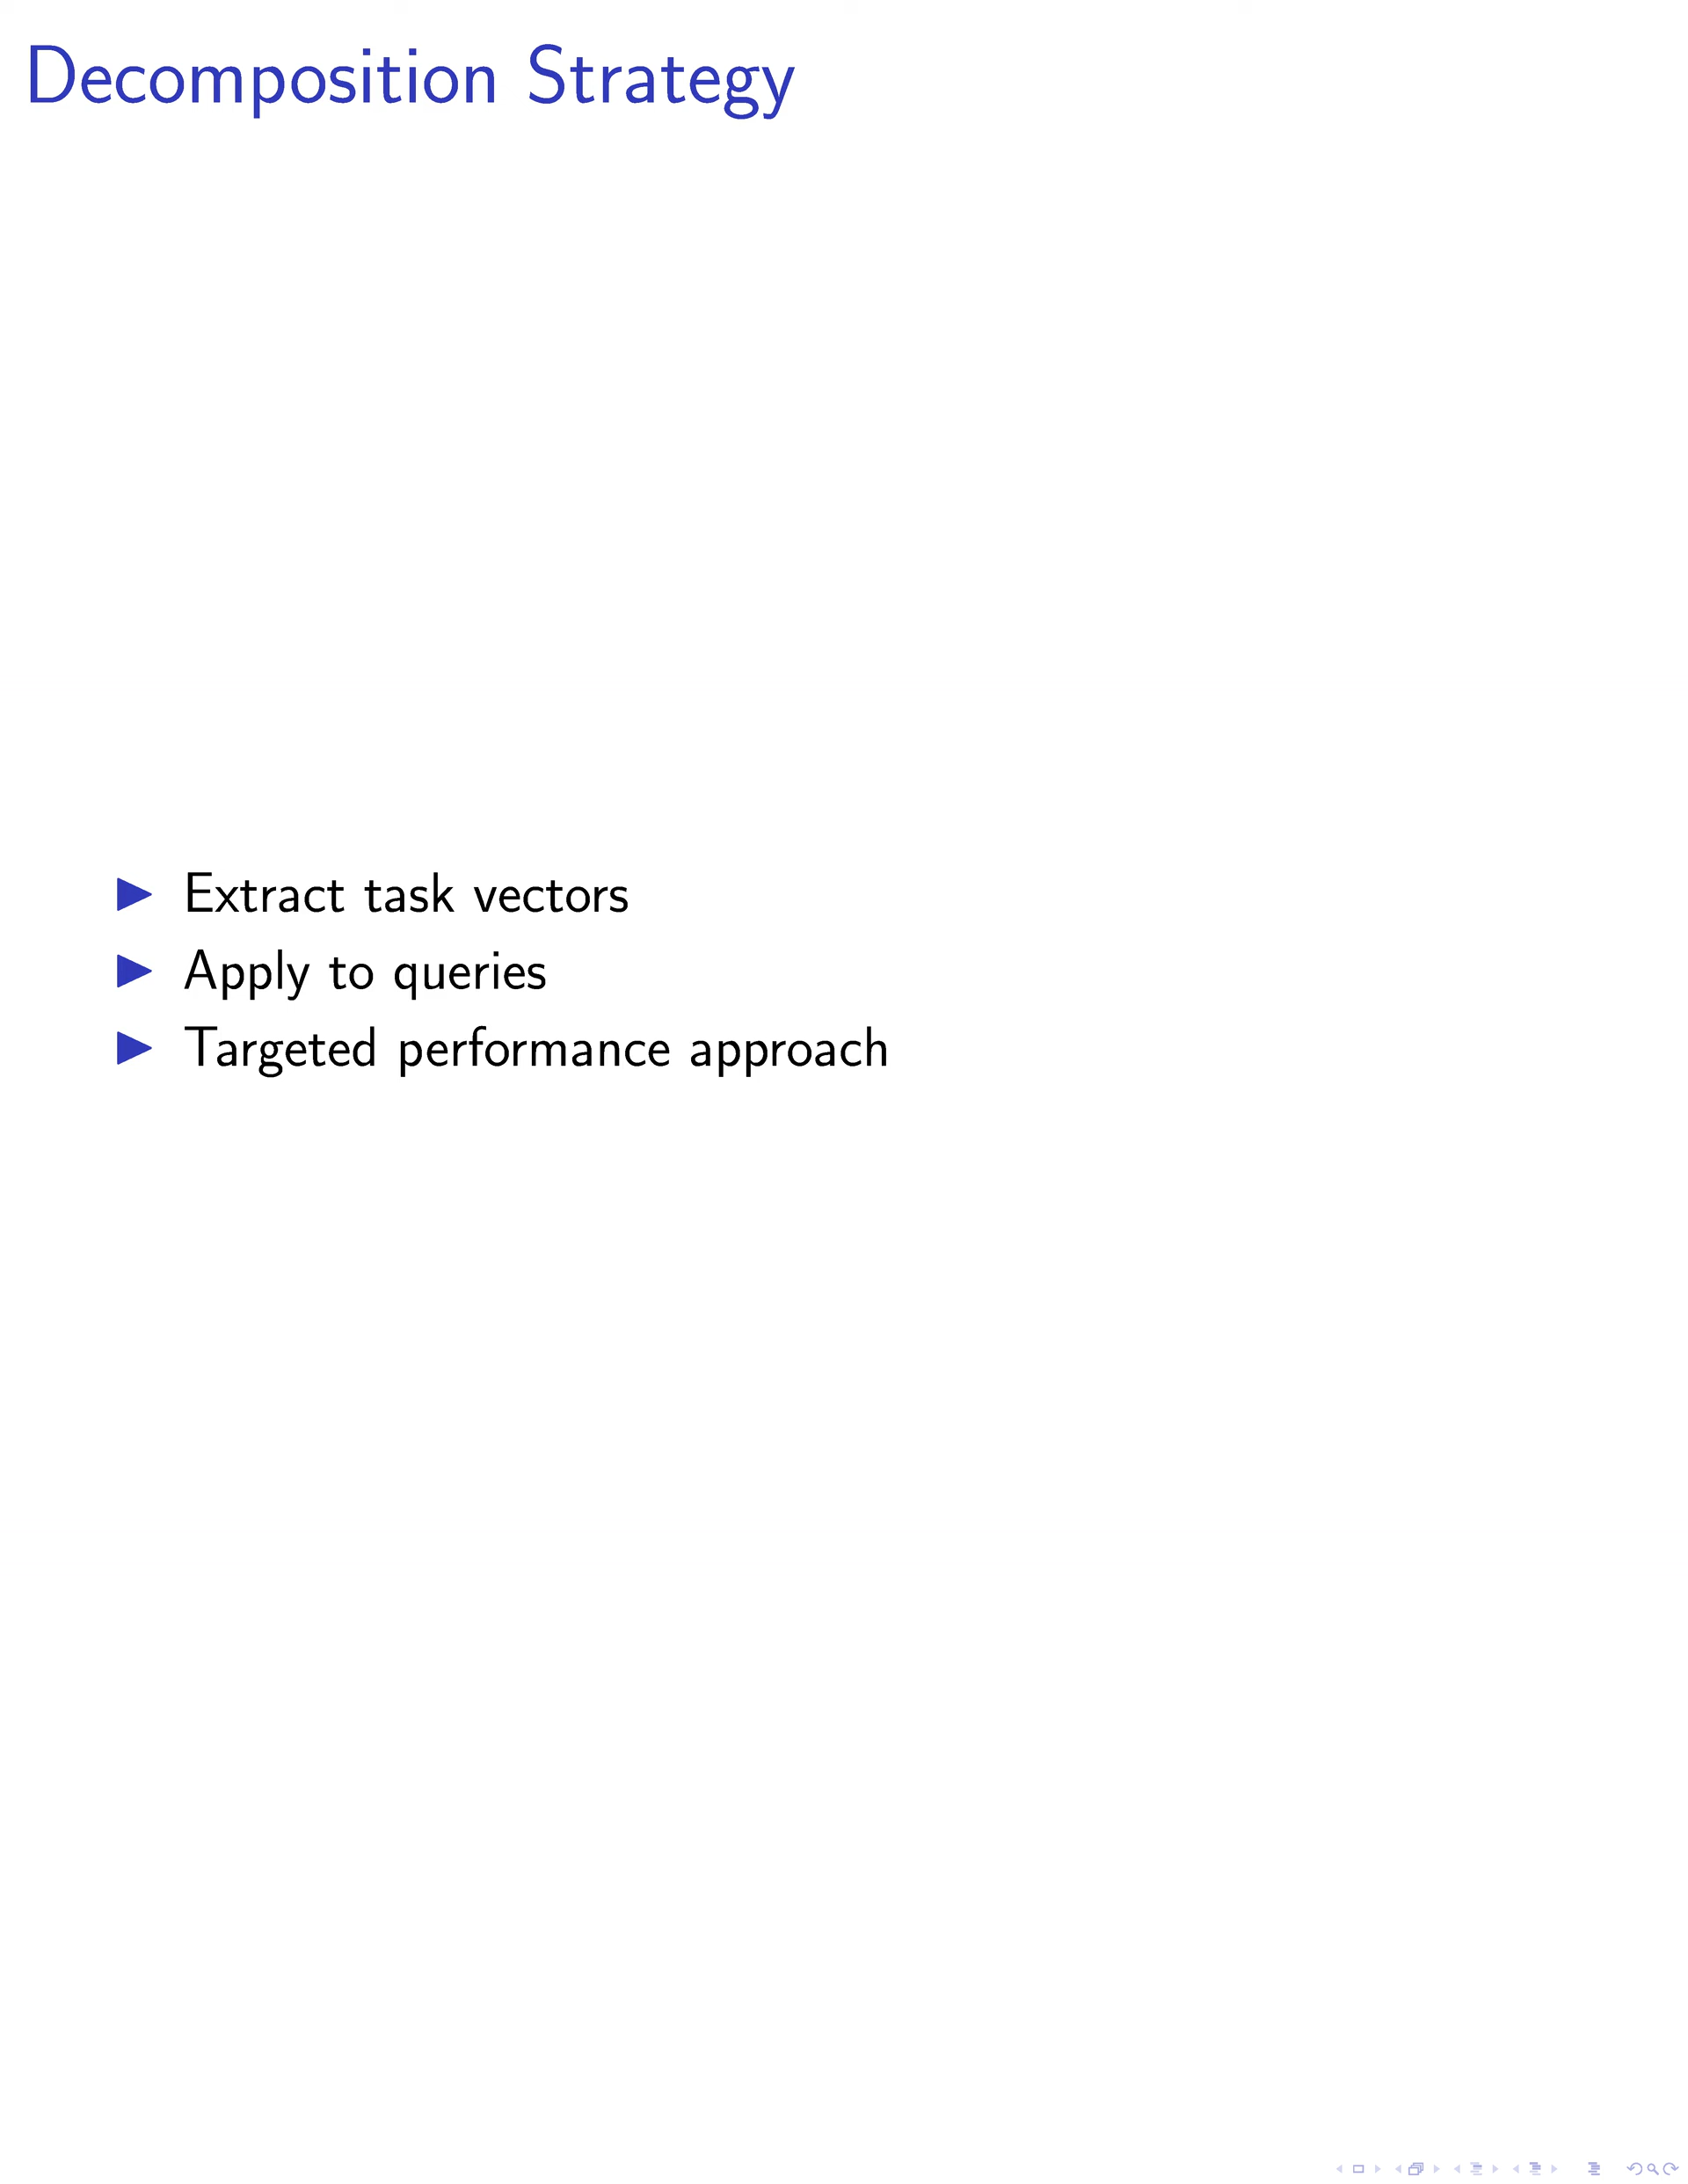 Decomposition Strategy
Extract task vectors
Apply to queries
Targeted performance approach